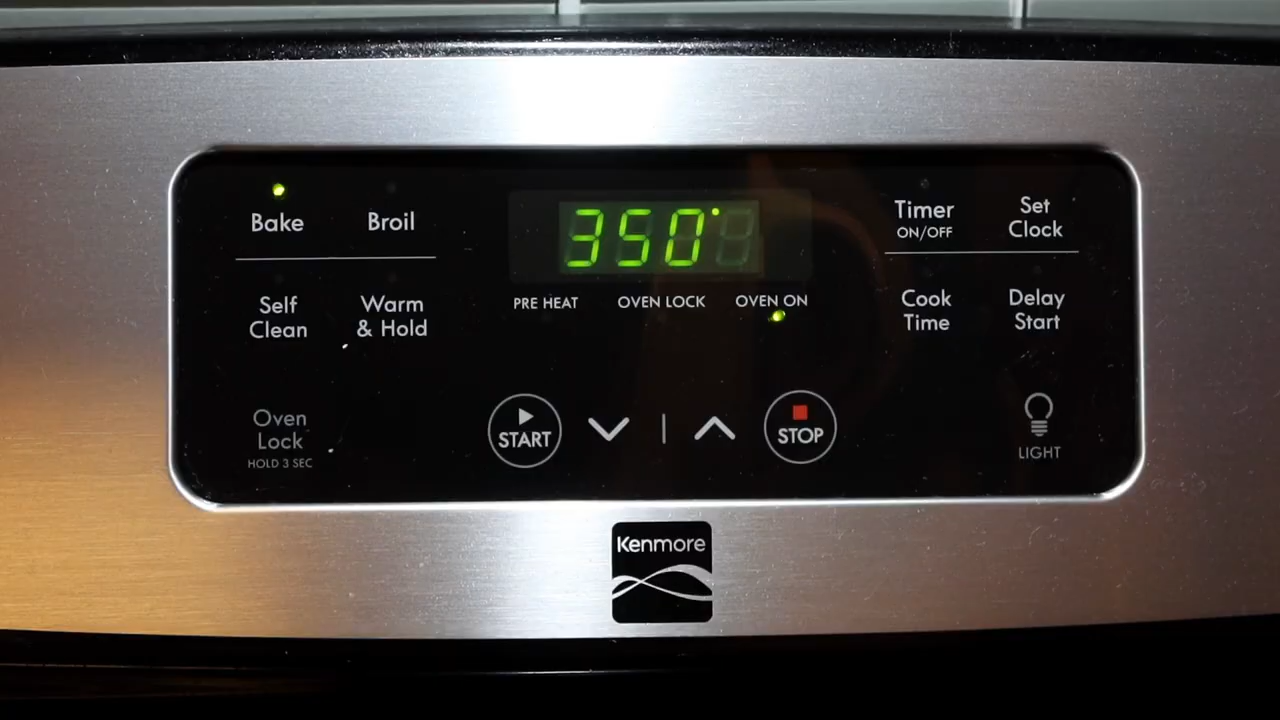 Bake
Broil
350°
Timer
ON/OFF
Set
Clock
PRE HEAT
OVEN LOCK
OVEN ON
Self
Clean
Warm
& Hold
Cook
Time
Delay
Start
Oven
Lock
HOLD 3 SEC
START
STOP
LIGHT
Kenmore